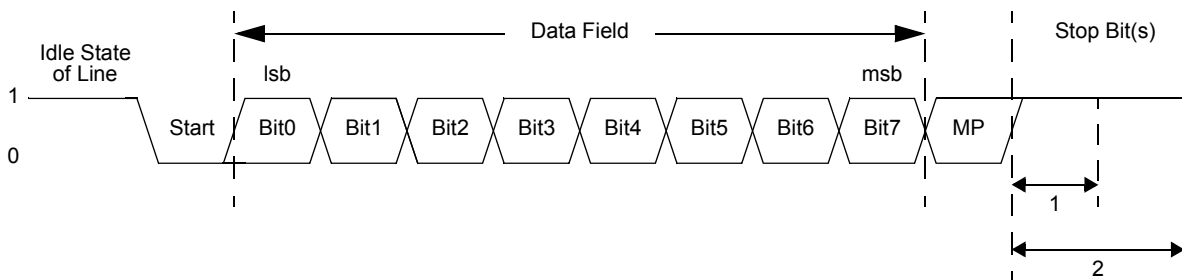 Data Field
Stop Bit(s)
Idle State
of Line
lsb
msb
1
Start
Bit0
Bit1
Bit2
Bit3
Bit4
Bit5
Bit6
Bit7
MP
0
1
2